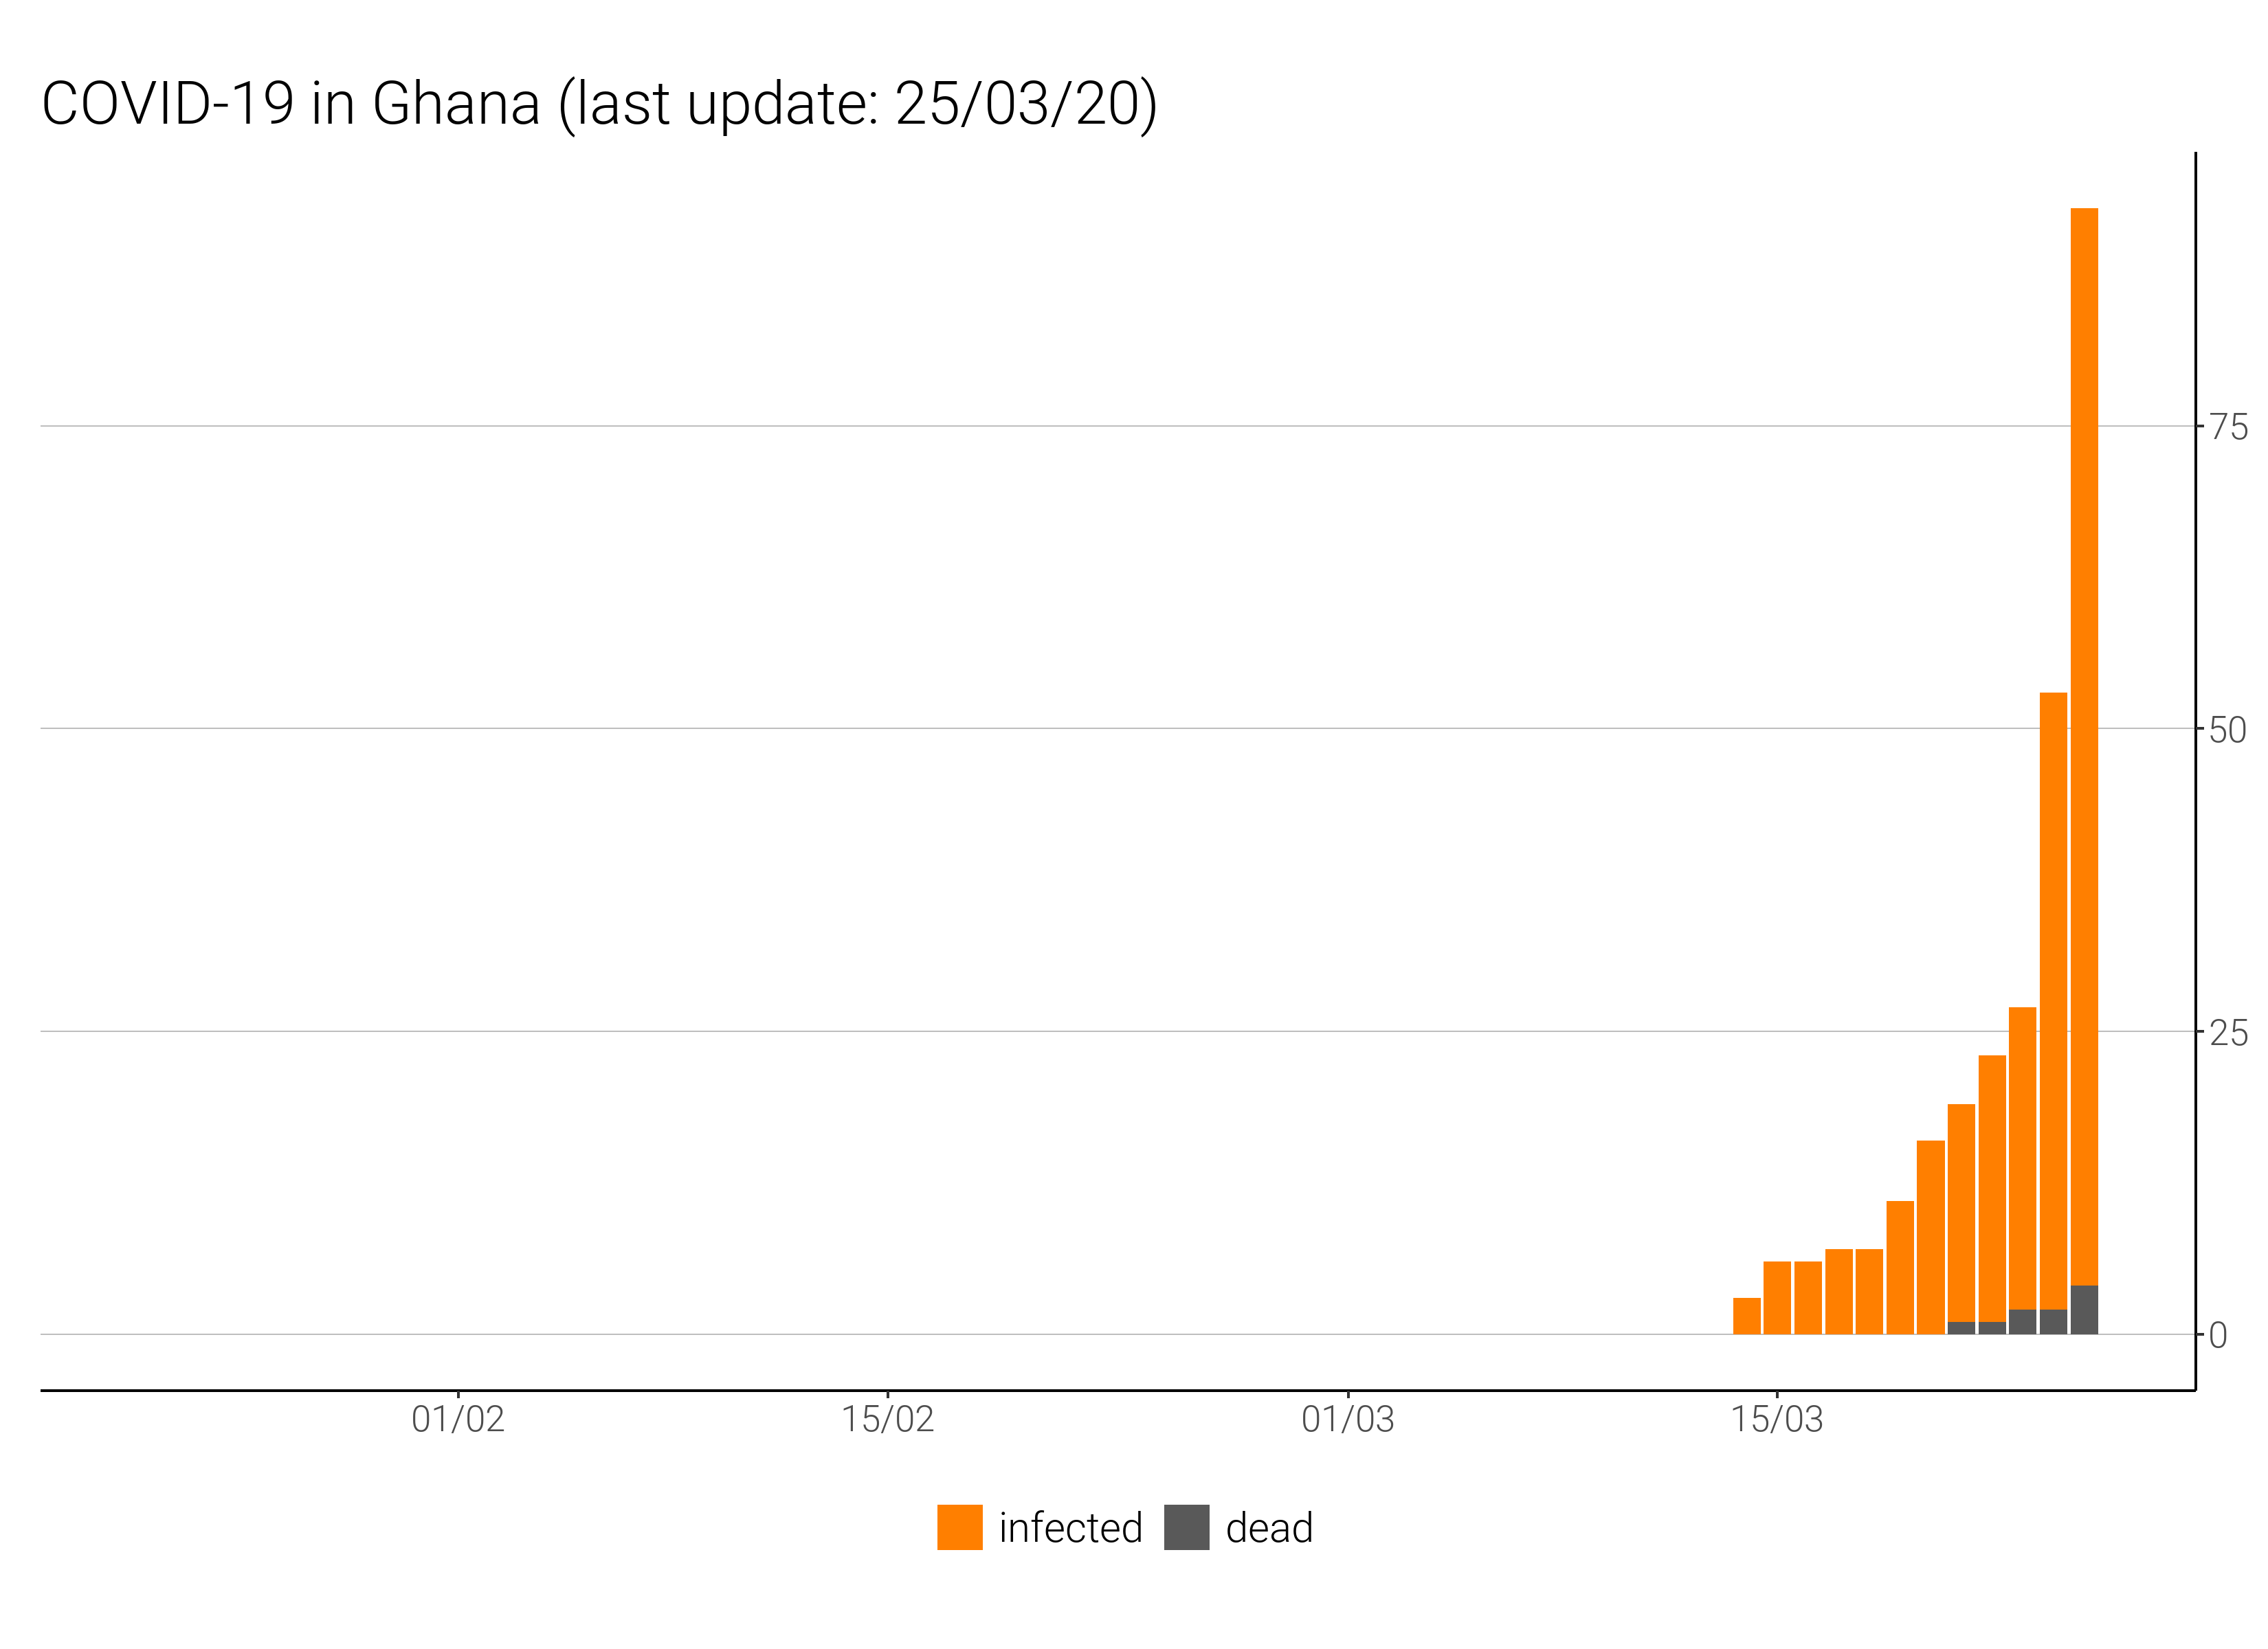 COVID-19 in Ghana (last update: 25/03/20)
75
50
25
0
01/02 15/02 01/03 15/03
infected dead